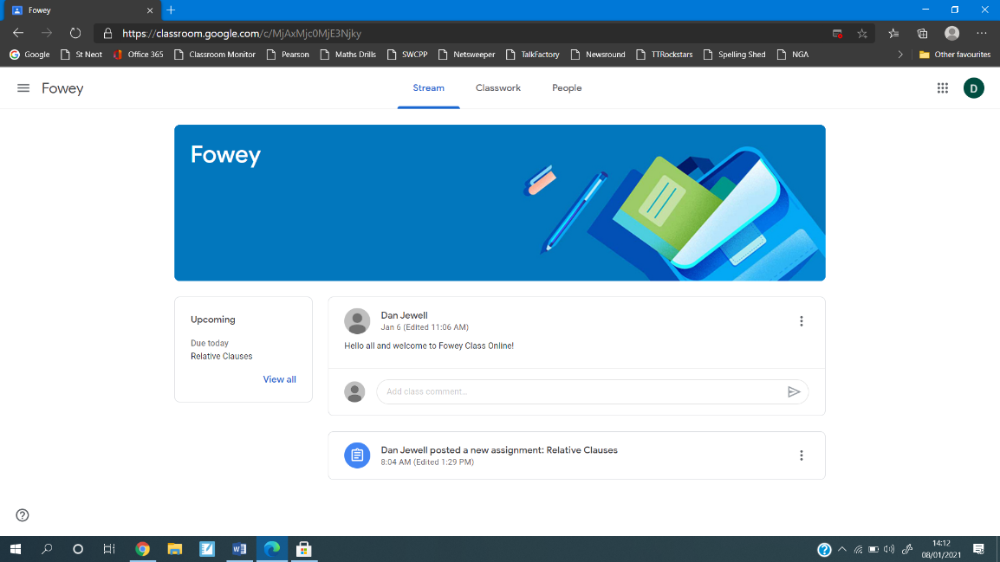 Fowey
https://classroom.google.com/c/MjAxMjc0MjE3Njky
Google St Neot Office 365 Classroom Monitor Pearson Maths Drills SWCPP Netsweeper TalkFactory Newsround TTRockstars Spelling Shed NGA Other favourites
Fowey Stream Classwork People D
Fowey
Upcoming
Due today
Relative Clauses
View all
Dan Jewell
Jan 6 (Edited 11:06 AM)
Hello all and welcome to Fowey Class Online!
Add class comment...
Dan Jewell posted a new assignment: Relative Clauses
8:04 AM (Edited 1:29 PM)
14:12
08/01/2021